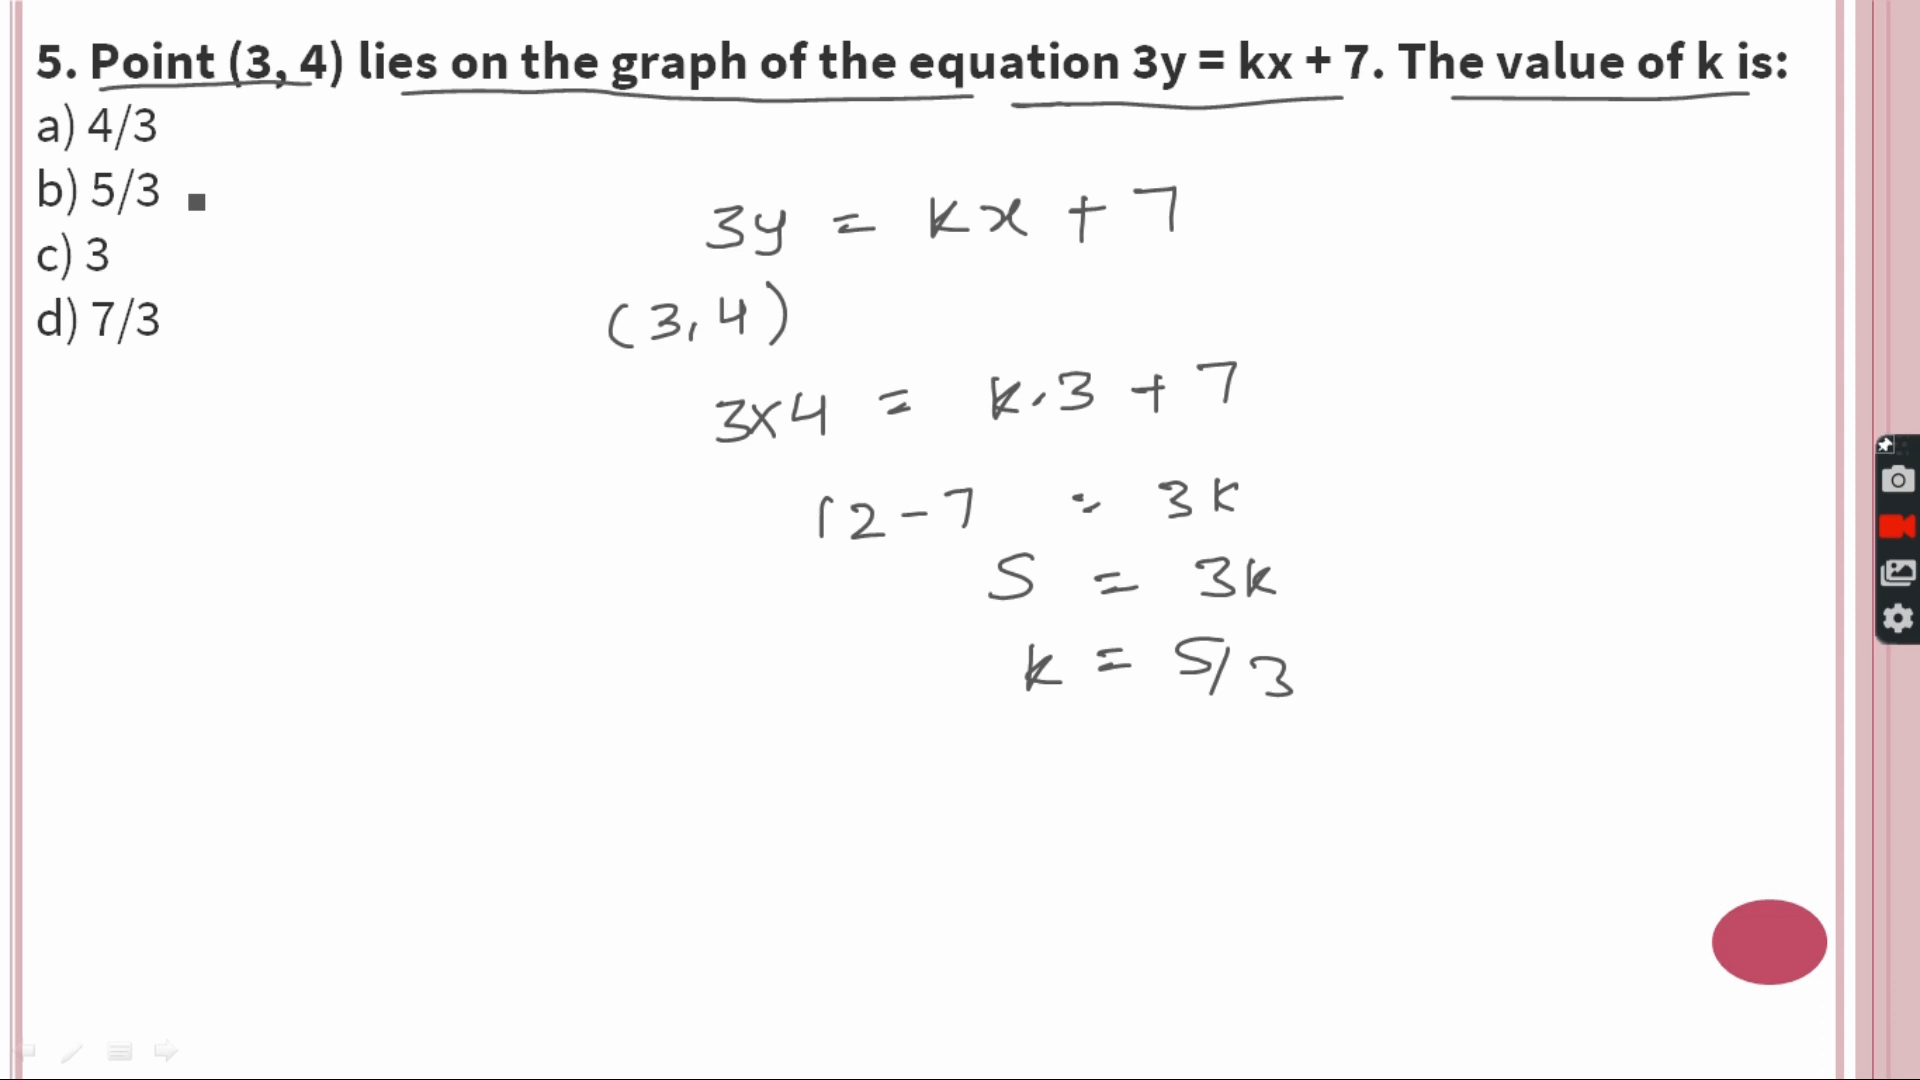 5. Point (3, 4) lies on the graph of the equation 3y = kx + 7. The value of k is:
a) 4/3
b) 5/3
c) 3
d) 7/3
3y = kx + 7
(3, 4)
3x4 = k.3 + 7
12-7 = 3k
5 = 3k
k = 5/3